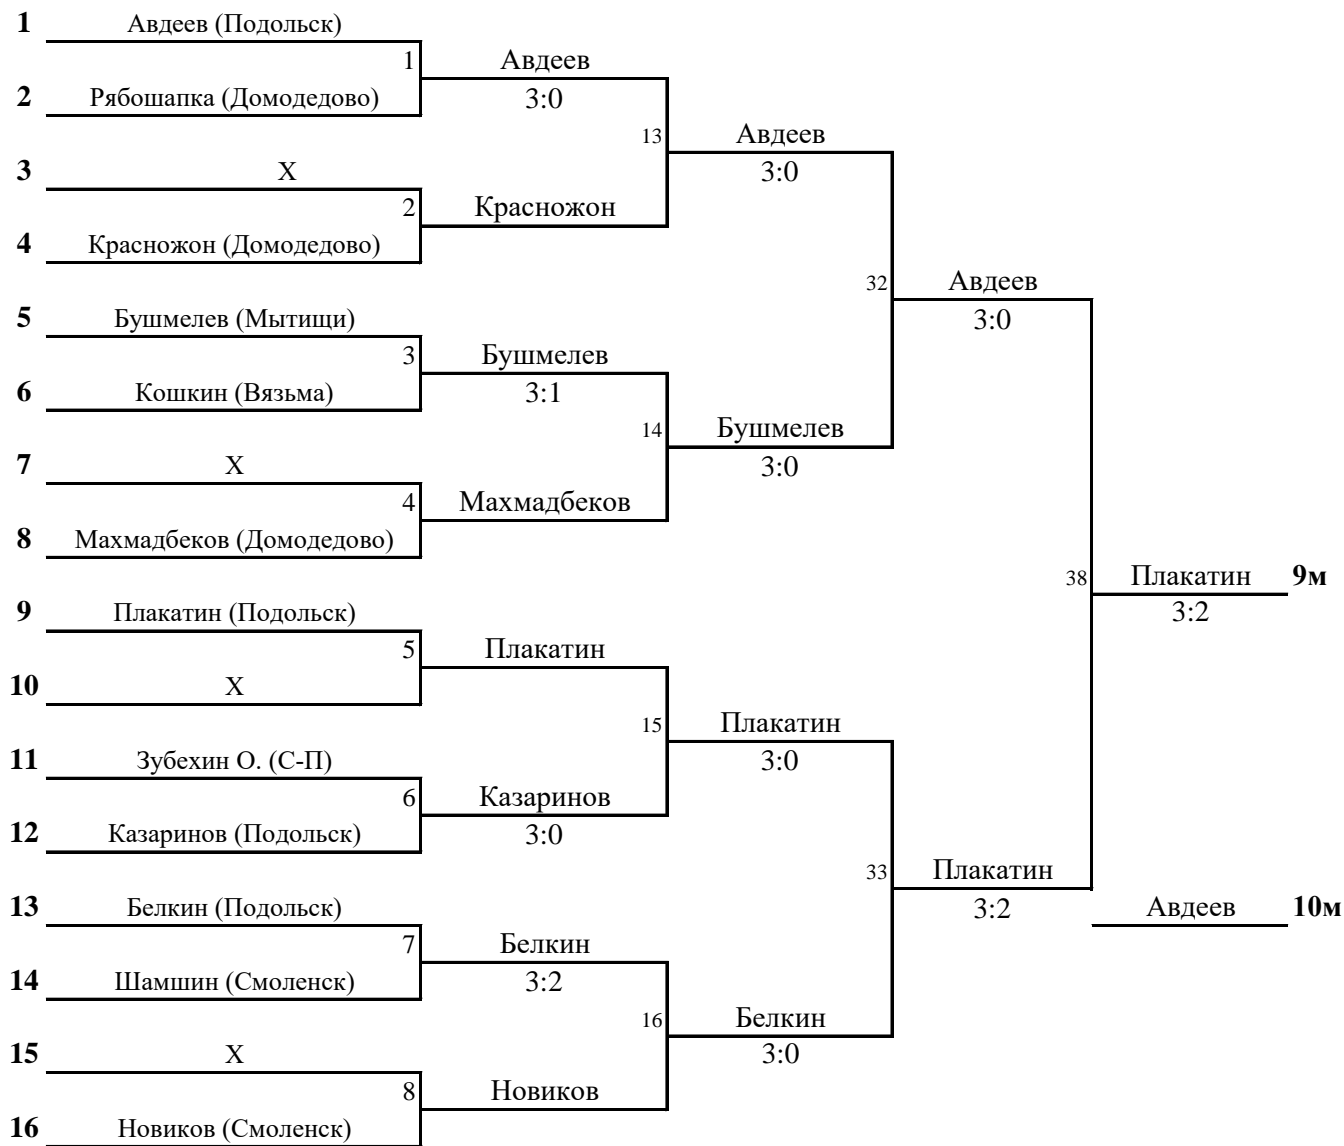 1 Авдеев (Подольск)
1 Авдеев
2 Рябошапка (Домодедово) 3:0
13 Авдеев
3 X 3:0
2 Красножон
4 Красножон (Домодедово)
32 Авдеев
5 Бушмелев (Мытищи) 3:0
3 Бушмелев
6 Кошкин (Вязьма) 3:1
14 Бушмелев
7 X 3:0
4 Махмадбеков
8 Махмадбеков (Домодедово)
38 Плакатин 9м
9 Плакатин (Подольск) 3:2
5 Плакатин
10 X
15 Плакатин
11 Зубехин О. (С-П) 3:0
6 Казаринов
12 Казаринов (Подольск) 3:0
33 Плакатин
13 Белкин (Подольск) 3:2 Авдеев 10м
7 Белкин
14 Шамшин (Смоленск) 3:2
16 Белкин
15 X 3:0
8 Новиков
16 Новиков (Смоленск)